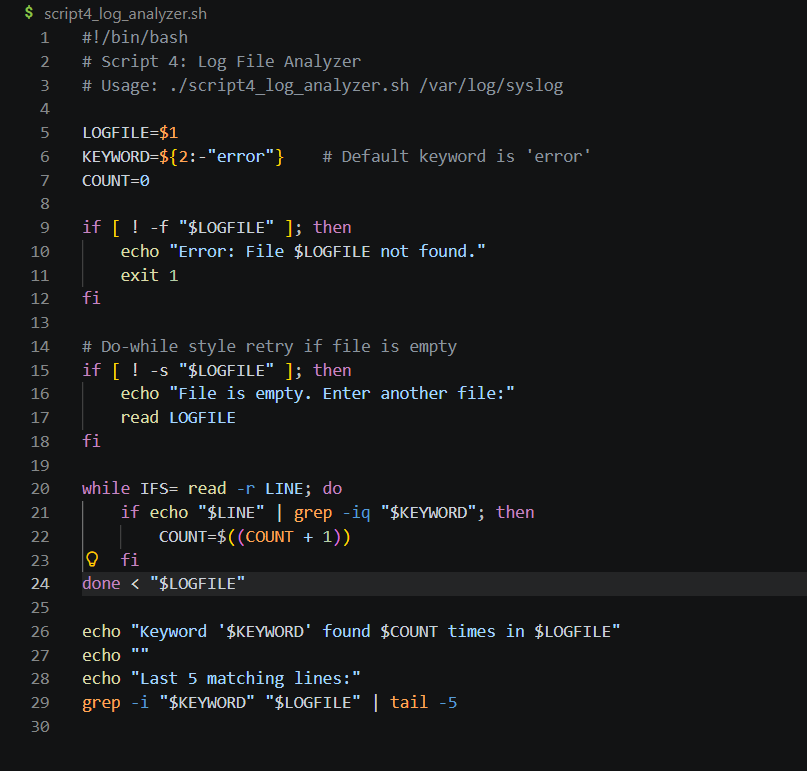 $ script4_log_analyzer.sh
1 #!/bin/bash
2 # Script 4: Log File Analyzer
3 # Usage: ./script4_log_analyzer.sh /var/log/syslog
4
5 LOGFILE=$1
6 KEYWORD=${2:-"error"}    # Default keyword is 'error'
7 COUNT=0
8
9 if [ ! -f "$LOGFILE" ]; then
10     echo "Error: File $LOGFILE not found."
11     exit 1
12 fi
13
14 # Do-while style retry if file is empty
15 if [ ! -s "$LOGFILE" ]; then
16     echo "File is empty. Enter another file:"
17     read LOGFILE
18 fi
19
20 while IFS= read -r LINE; do
21     if echo "$LINE" | grep -iq "$KEYWORD"; then
22         COUNT=$((COUNT + 1))
23     fi
24 done < "$LOGFILE"
25
26 echo "Keyword '$KEYWORD' found $COUNT times in $LOGFILE"
27 echo ""
28 echo "Last 5 matching lines:"
29 grep -i "$KEYWORD" "$LOGFILE" | tail -5
30